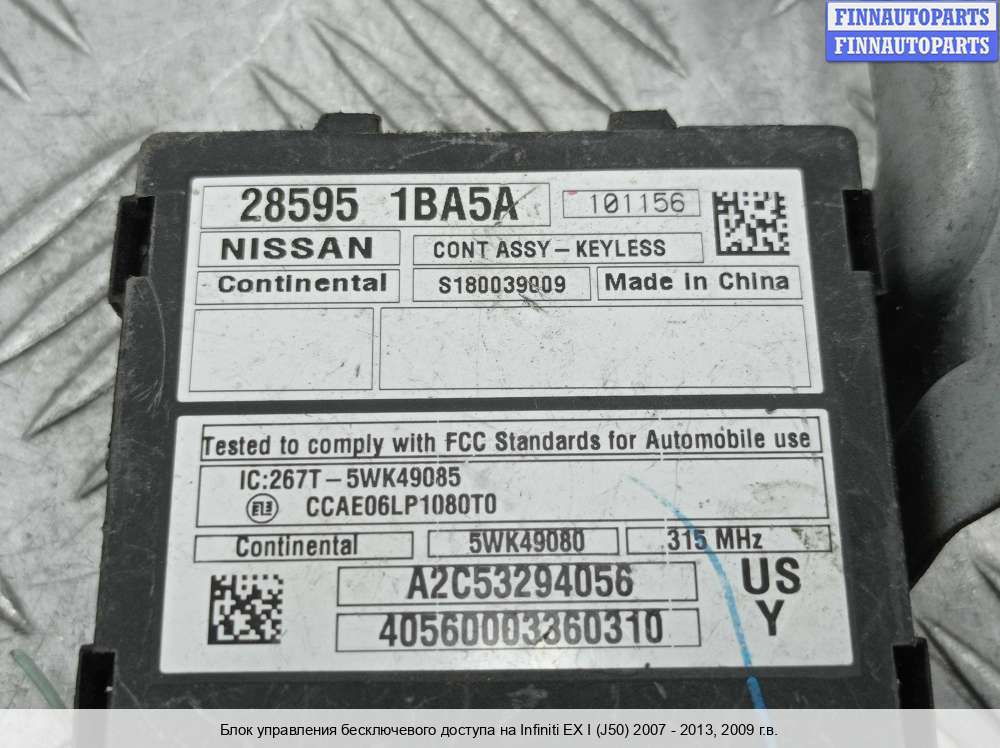 FINNAUTOPARTS
FINNAUTOPARTS
28595 1BA5A 101156
NISSAN CONT ASSY-KEYLESS
Continental S180039009 Made in China
Tested to comply with FCC Standards for Automobile use
IC:267T-5WK49085
CCAE06LP1080T0
Continental 5WK49080 315 MHz
A2C53294056 US
40560003360310 Y
Блок управления бесключевого доступа на Infiniti EX I (J50) 2007 - 2013, 2009 г.в.